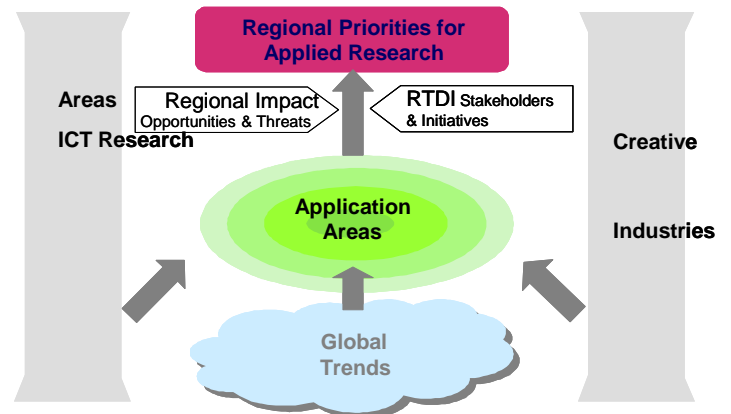 Regional Priorities for
Applied Research
Areas
ICT Research
Regional Impact
Opportunities & Threats
RTDI Stakeholders
& Initiatives
Creative
Industries
Application
Areas
Global
Trends